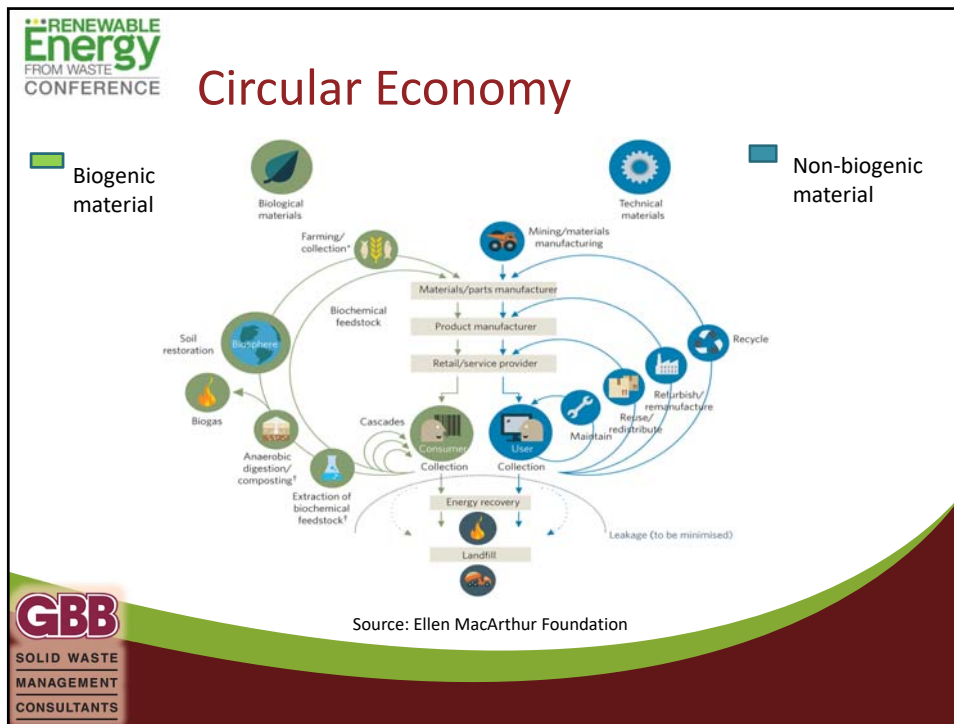 RENEWABLE
Energy
FROM WASTE
CONFERENCE
Circular Economy
Biogenic
material
Non-biogenic
material
Biological
materials
Technical
materials
Farming/
collection*
Mining/materials
manufacturing
Materials/parts manufacturer
Biochemical
feedstock
Product manufacturer
Soil
restoration
Biosphere
Recycle
Retail/service provider
Refurbish/
remanufacture
Reuse/
redistribute
Biogas
Maintain
Cascades
Consumer
User
Anaerobic
digestion/
composting†
Collection
Collection
Extraction of
biochemical
feedstock†
Energy recovery
Leakage (to be minimised)
Landfill
Source: Ellen MacArthur Foundation
GBB
SOLID WASTE
MANAGEMENT
CONSULTANTS